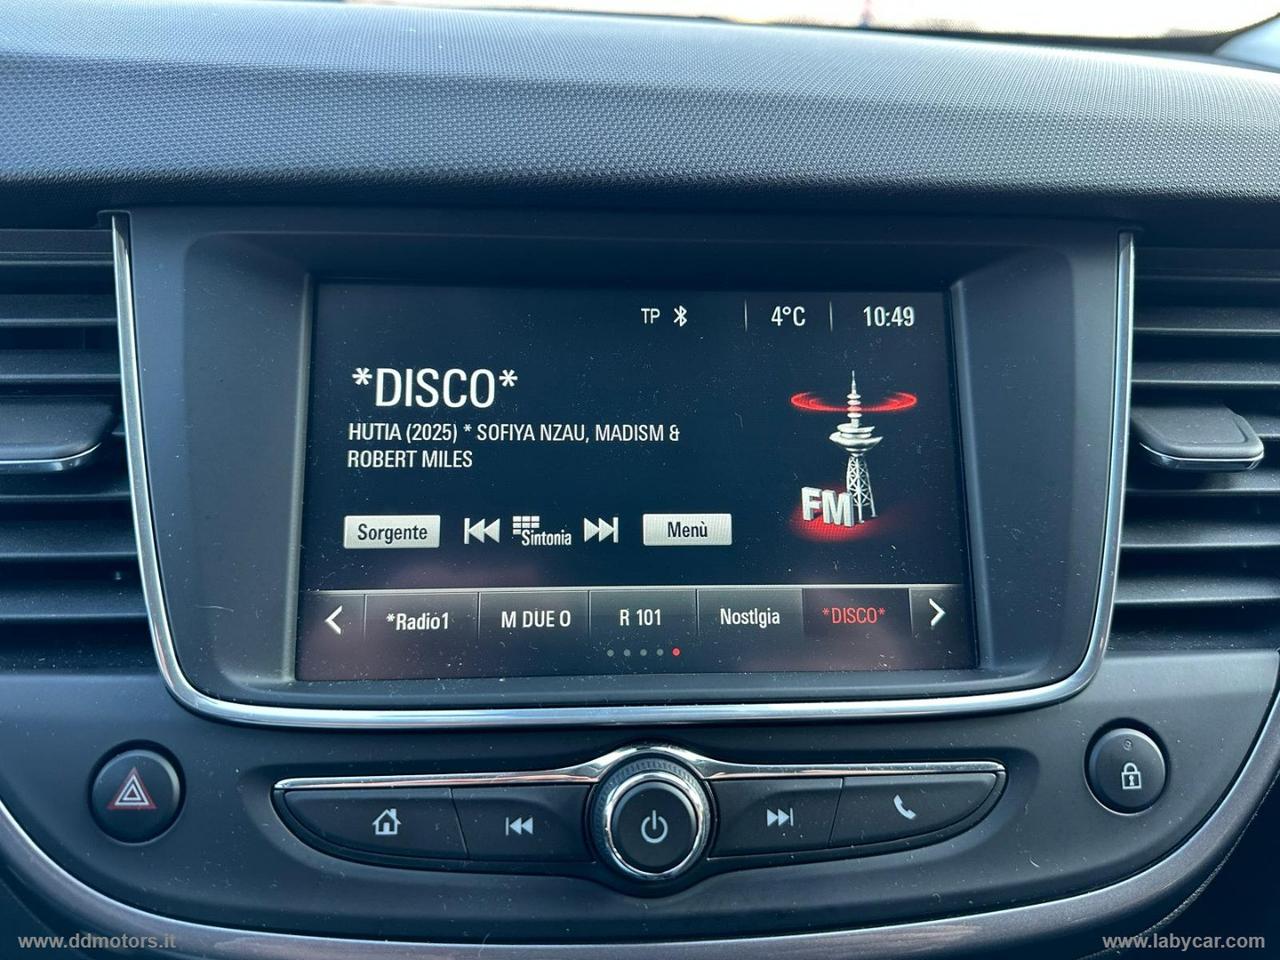 TP 4°C 10:49
*DISCO*
HUTIA (2025) * SOFIYA NZAU, MADISM &
ROBERT MILES
FM
Sorgente Sintonia Menù
*Radio1 M DUE O R 101 Nostlgia *DISCO*
www.ddmotors.it www.labycar.com